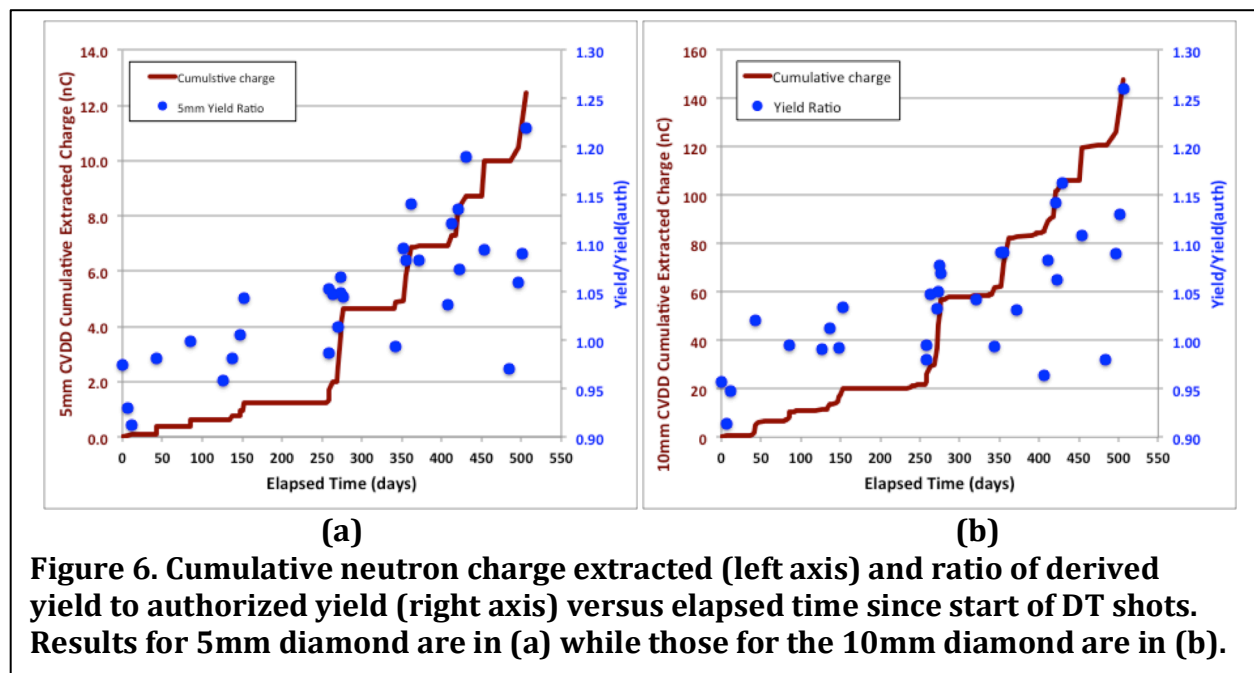 14.0
12.0
10.0
8.0
6.0
4.0
2.0
0.0
5mm CVDD Cumulative Extracted Charge (nC)
Cumulstive charge
5mm Yield Ratio
1.30
1.25
1.20
1.15
1.10
1.05
1.00
0.95
0.90
Yield/Yield(auth)
0 50 100 150 200 250 300 350 400 450 500 550
Elapsed Time (days)
(a)
160
140
120
100
80
60
40
20
0
10mm CVDD Cumulative Extracted Charge (nC)
Cumulative charge
Yield Ratio
1.30
1.25
1.20
1.15
1.10
1.05
1.00
0.95
0.90
Yield/Yield(auth)
0 50 100 150 200 250 300 350 400 450 500 550
Elapsed Time (days)
(b)
Figure 6. Cumulative neutron charge extracted (left axis) and ratio of derived
yield to authorized yield (right axis) versus elapsed time since start of DT shots.
Results for 5mm diamond are in (a) while those for the 10mm diamond are in (b).